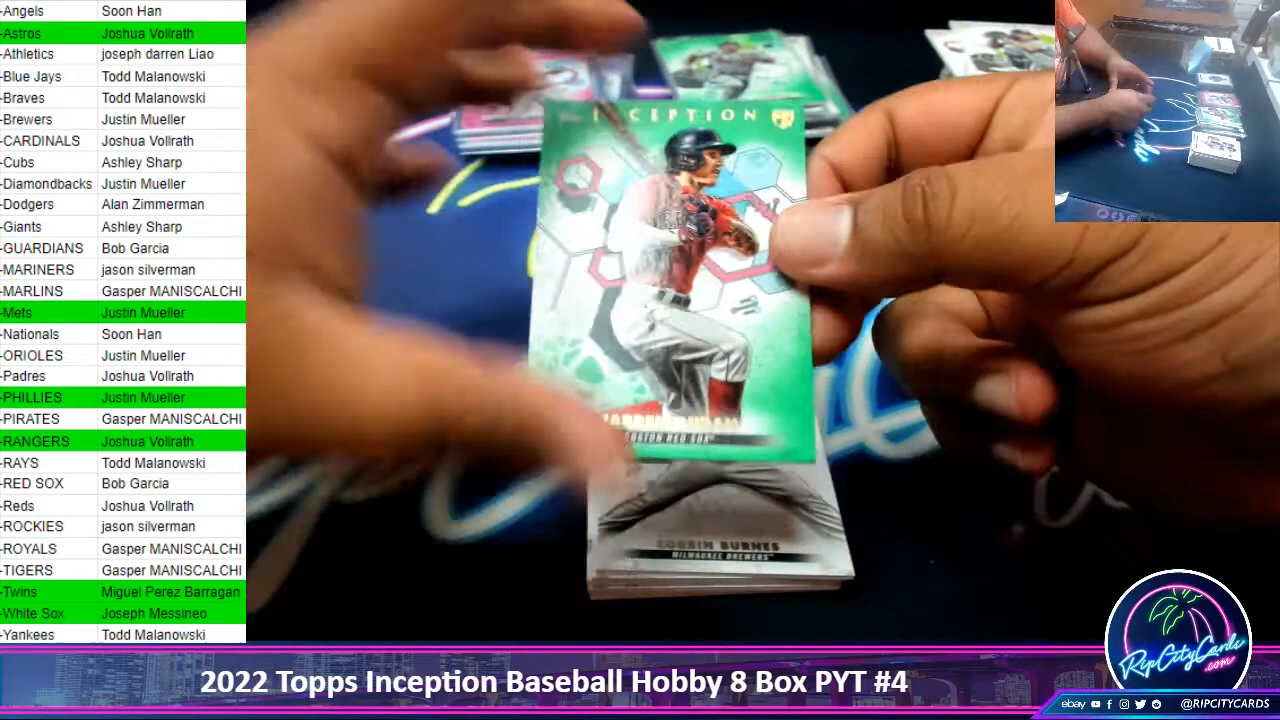 -Angels Soon Han
-Astros Joshua Vollrath
-Athletics joseph darren Liao
-Blue Jays Todd Malanowski
-Braves Todd Malanowski
-Brewers Justin Mueller
-CARDINALS Joshua Vollrath
-Cubs Ashley Sharp
-Diamondbacks Justin Mueller
-Dodgers Alan Zimmerman
-Giants Ashley Sharp
-GUARDIANS Bob Garcia
-MARINERS jason silverman
-MARLINS Gasper MANISCALCHI
-Mets Justin Mueller
-Nationals Soon Han
-ORIOLES Justin Mueller
-Padres Joshua Vollrath
-PHILLIES Justin Mueller
-PIRATES Gasper MANISCALCHI
-RANGERS Joshua Vollrath
-RAYS Todd Malanowski
-RED SOX Bob Garcia
-Reds Joshua Vollrath
-ROCKIES jason silverman
-ROYALS Gasper MANISCALCHI
-TIGERS Gasper MANISCALCHI
-Twins Miguel Perez Barragan
-White Sox Joseph Messineo
-Yankees Todd Malanowski
INCEPTION
RED SOX
CORBIN BURNES
MILWAUKEE BREWERS™
RipCityCards
.com
2022 Topps Inception Baseball Hobby 8 Box PYT #4
ebay @RIPCITYCARDS